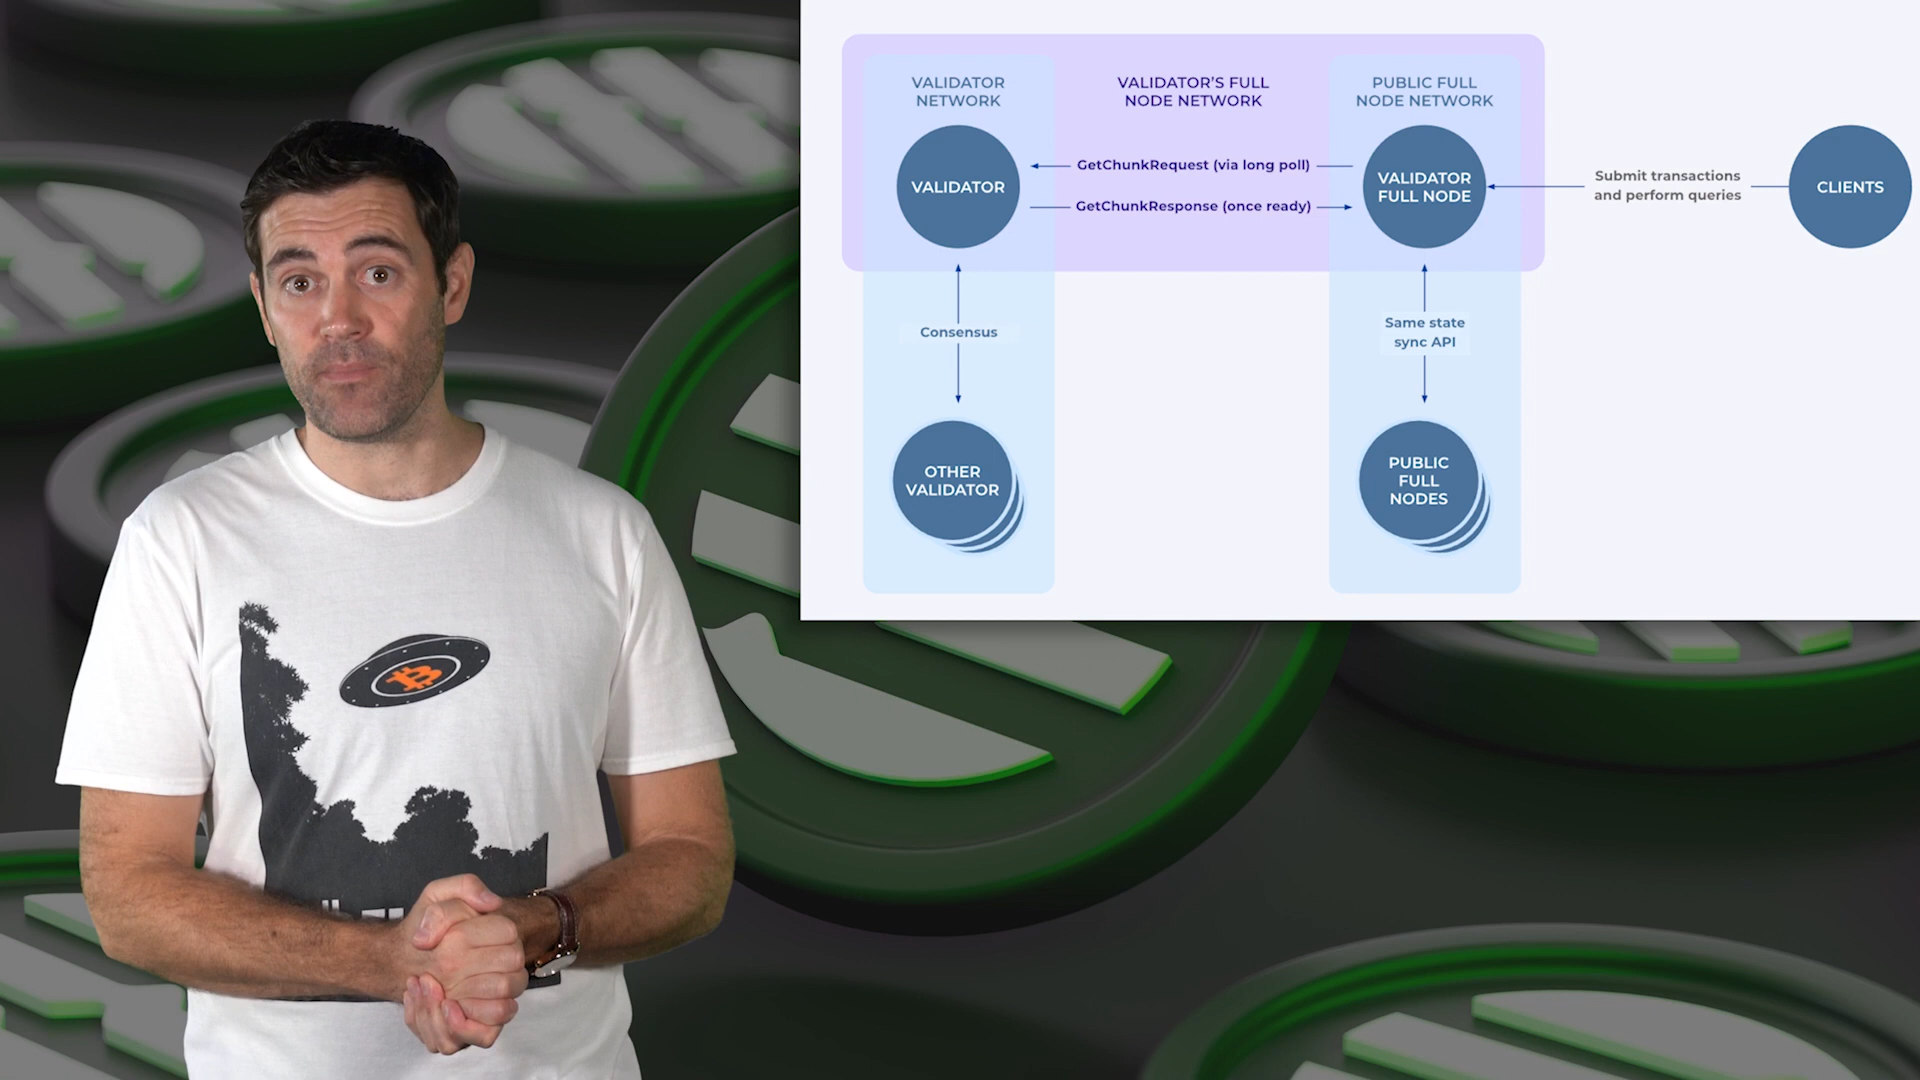 VALIDATOR
NETWORK
VALIDATOR'S FULL
NODE NETWORK
PUBLIC FULL
NODE NETWORK
VALIDATOR
GetChunkRequest (via long poll)
GetChunkResponse (once ready)
VALIDATOR
FULL NODE
Submit transactions
and perform queries
CLIENTS
Consensus
Same state
sync API
OTHER
VALIDATOR
PUBLIC
FULL
NODES